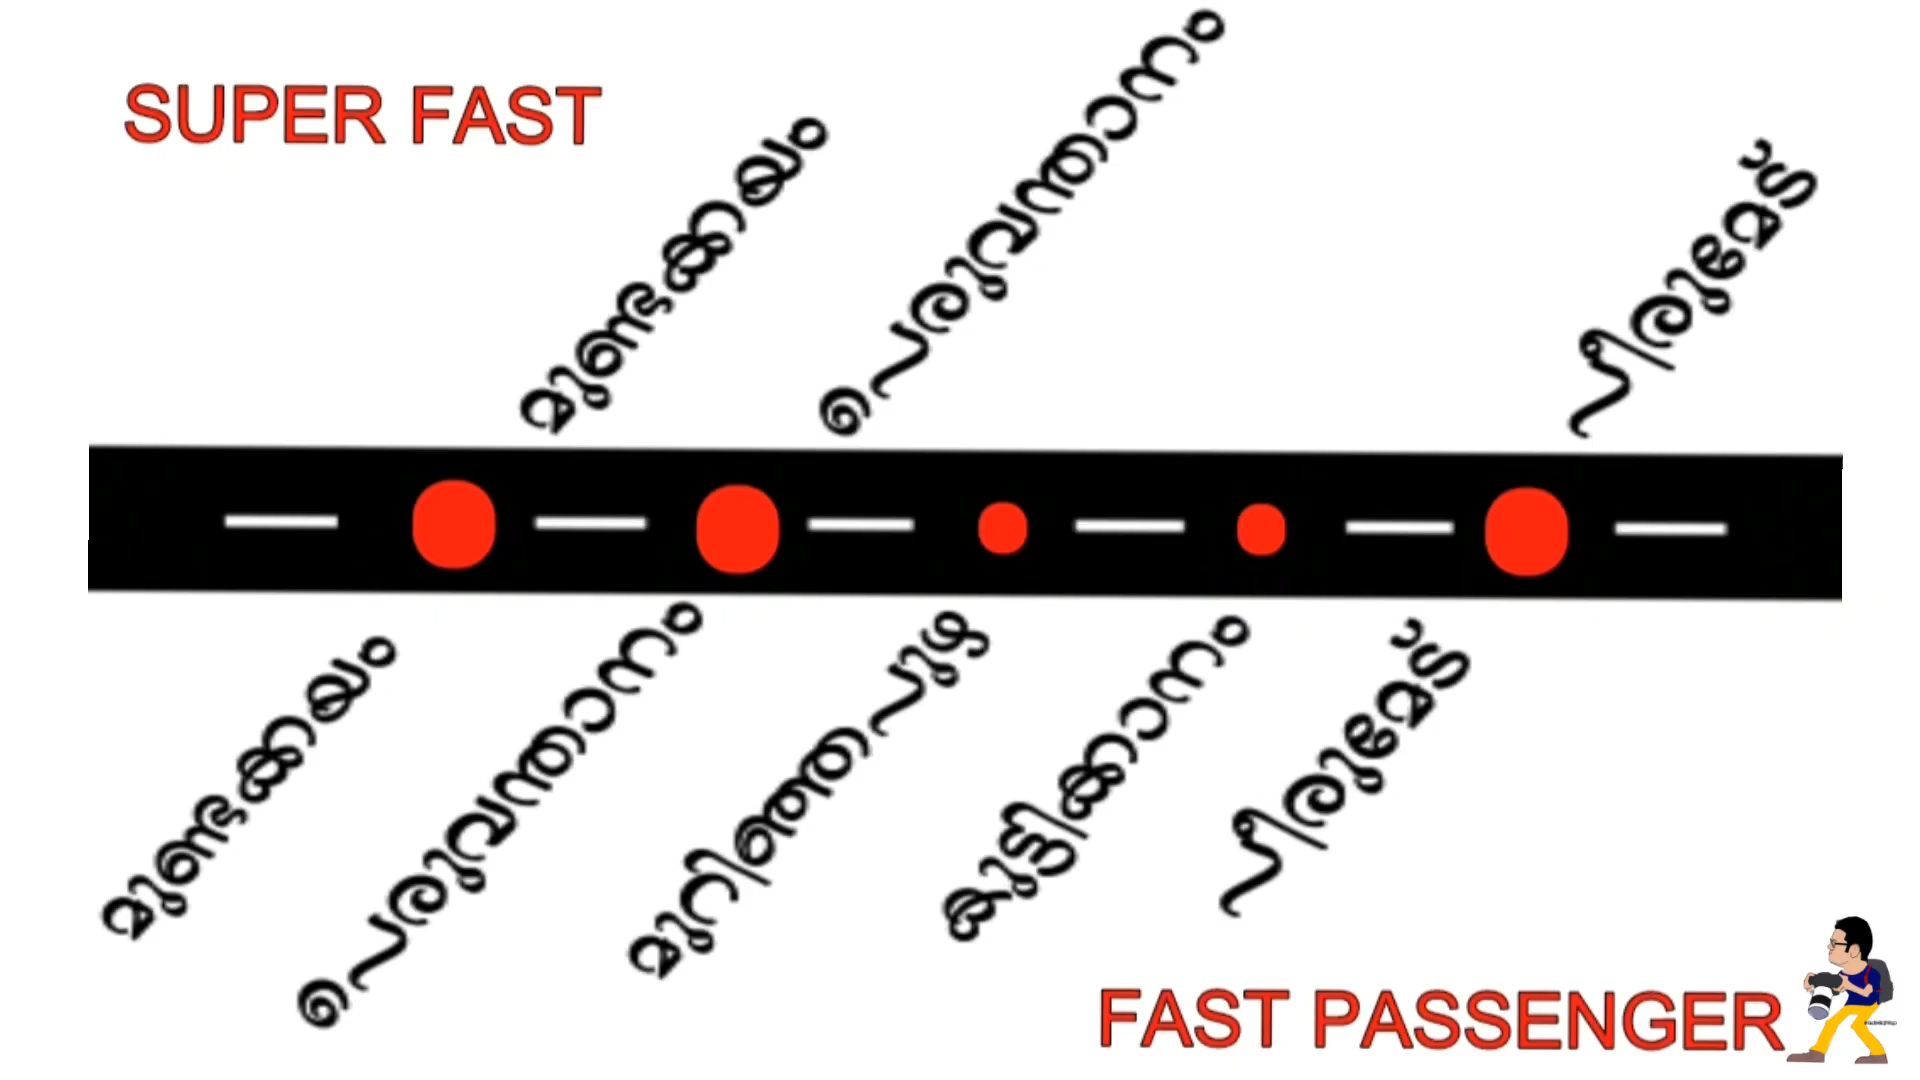 SUPER FAST
മുണ്ടക്കയം
പെരുവന്താനം
പീരുമേട്
മുണ്ടക്കയം
പെരുവന്താനം
മുറിഞ്ഞപുഴ
കുട്ടിക്കാനം
പീരുമേട്
FAST PASSENGER